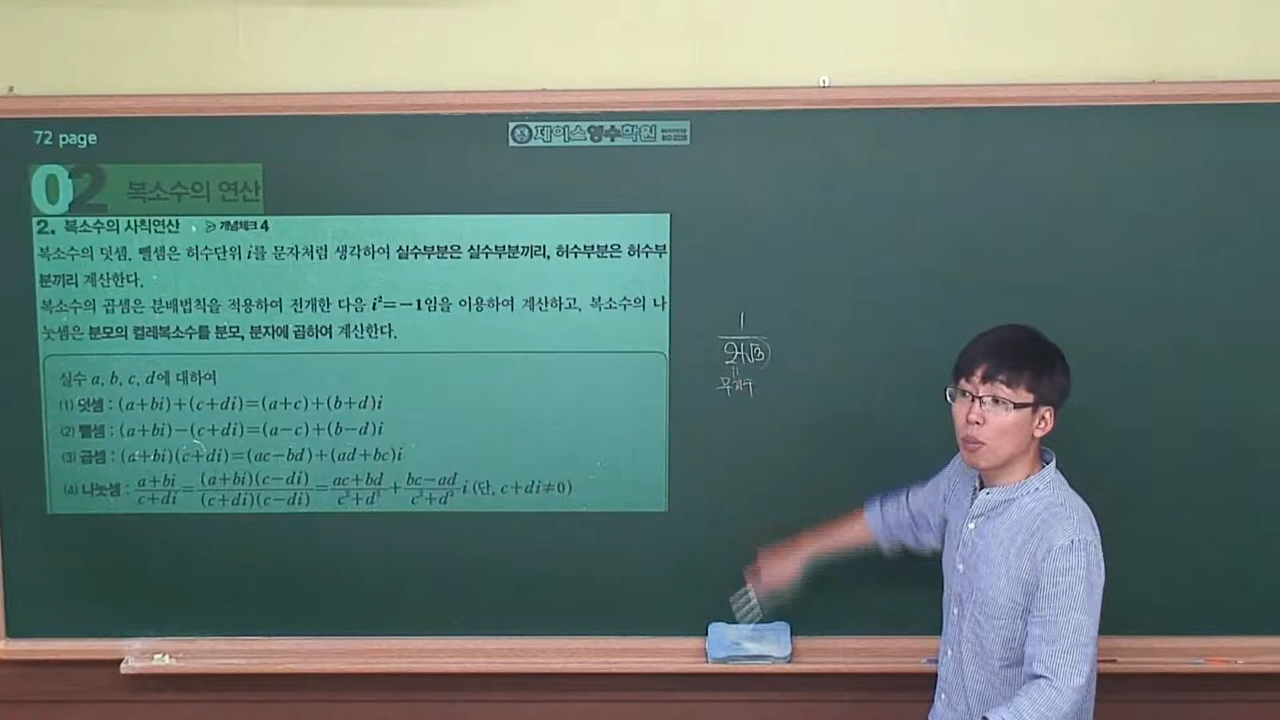 72 page
제이스영수학원
02 복소수의 연산
2. 복소수의 사칙연산 개념체크 4
복소수의 덧셈, 뺄셈은 허수단위 i를 문자처럼 생각하여 실수부분은 실수부분끼리, 허수부분은 허수부
분끼리 계산한다.
복소수의 곱셈은 분배법칙을 적용하여 전개한 다음 i²=-1임을 이용하여 계산하고, 복소수의 나
눗셈은 분모의 켤레복소수를 분모, 분자에 곱하여 계산한다.
실수 a, b, c, d에 대하여
(1) 덧셈 : (a+bi)+(c+di)=(a+c)+(b+d)i
(2) 뺄셈 : (a+bi)-(c+di)=(a-c)+(b-d)i
(3) 곱셈 : (a+bi)(c+di)=(ac-bd)+(ad+bc)i
(4) 나눗셈 : a+bi/c+di=(a+bi)(c-di)/(c+di)(c-di)=ac+bd/c²+d²+bc-ad/c²+d² i (단, c+di≠0)
1
2+√3
무리수